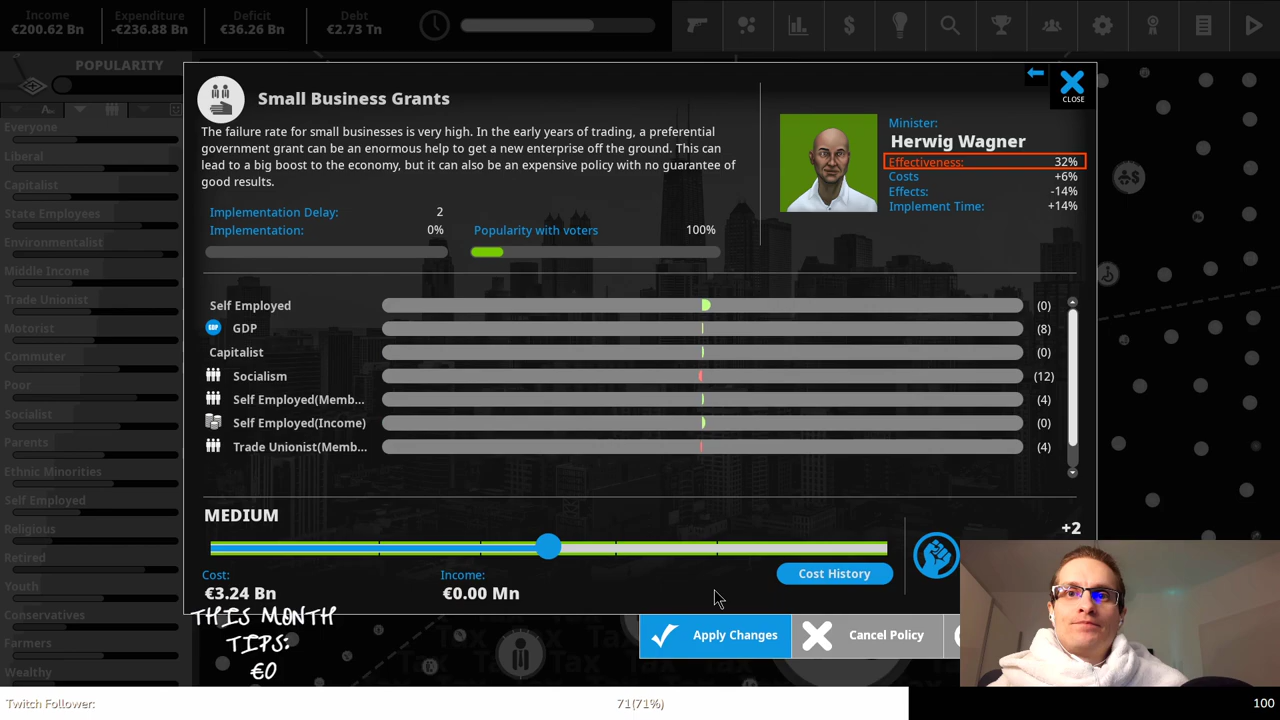 Income
Expenditure
Deficit
Debt
€200.62 Bn
-€236.88 Bn
€36.26 Bn
€2.73 Tn
POPULARITY
Everyone
Liberal
Capitalist
State Employees
Environmentalist
Middle Income
Trade Unionist
Motorist
Commuter
Poor
Socialist
Parents
Ethnic Minorities
Self Employed
Religious
Retired
Youth
Conservatives
Farmers
Wealthy
Small Business Grants
CLOSE
The failure rate for small businesses is very high. In the early years of trading, a preferential
government grant can be an enormous help to get a new enterprise off the ground. This can
lead to a big boost to the economy, but it can also be an expensive policy with no guarantee of
good results.
Minister:
Herwig Wagner
Effectiveness: 32%
Costs +6%
Effects: -14%
Implement Time: +14%
Implementation Delay: 2
Implementation: 0%
Popularity with voters 100%
Self Employed (0)
GDP GDP (8)
Capitalist (0)
Socialism (12)
Self Employed(Memb... (4)
Self Employed(Income) (0)
Trade Unionist(Memb... (4)
MEDIUM
+2
Cost:
€3.24 Bn
Income:
€0.00 Mn
Cost History
Apply Changes
Cancel Policy
THIS MONTH
TIPS:
€0
Tax
Twitch Follower:
71(71%)
100